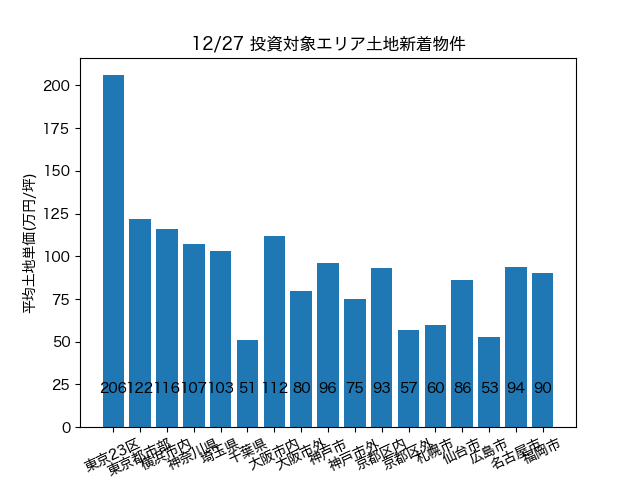 12/27 投資対象エリア土地新着物件
平均土地単価(万円/坪)
200
175
150
125
100
75
50
25
0
206 122 116 107 103 51 112 80 96 75 93 57 60 86 53 94 90
東京23区
東京都市部
横浜市内
神奈川県
埼玉県
千葉県
大阪市内
大阪市外
神戸市
神戸市外
京都区内
京都区外
札幌市
仙台市
広島市
名古屋市
福岡市